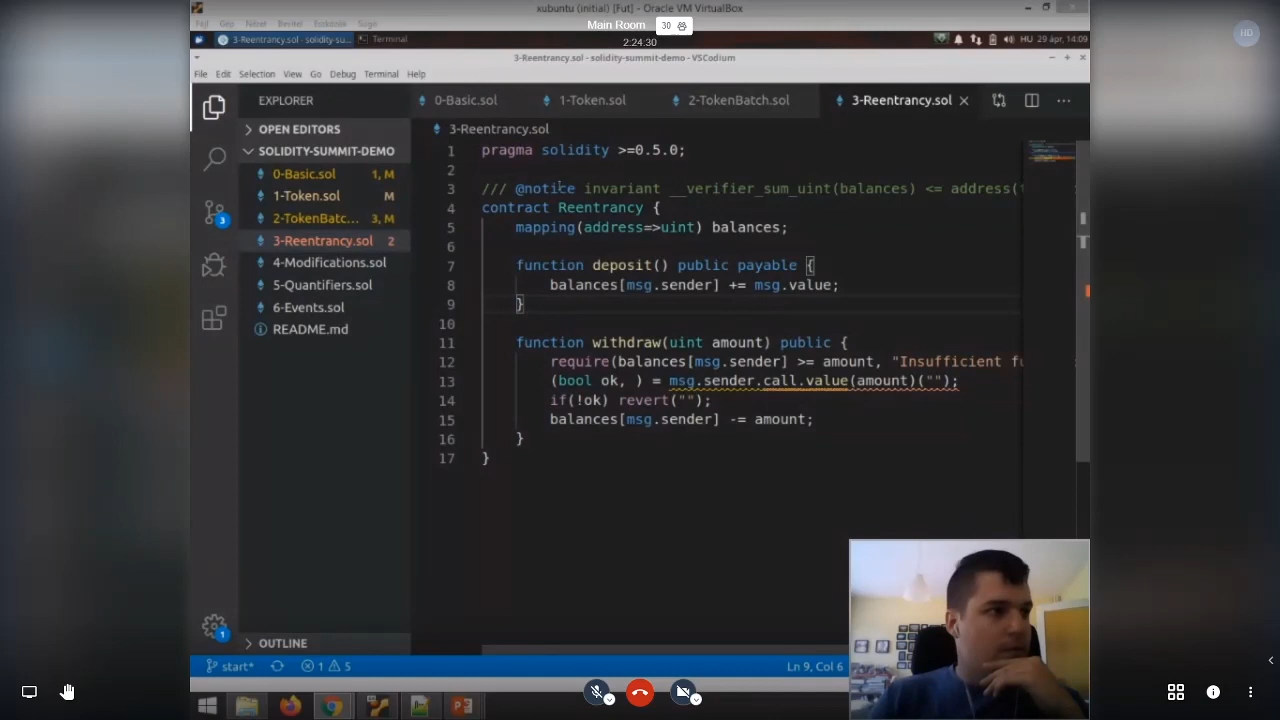 xubuntu (initial) [Fut] - Oracle VM VirtualBox
Main Room 30
2:24:30
HD
3-Reentrancy.sol - solidity-su...
Terminal
HU 29 ápr, 14:09
3-Reentrancy.sol - solidity-summit-demo - VSCodium
File Edit Selection View Go Debug Terminal Help
EXPLORER
0-Basic.sol
1-Token.sol
2-TokenBatch.sol
3-Reentrancy.sol
OPEN EDITORS
SOLIDITY-SUMMIT-DEMO
0-Basic.sol 1, M
1-Token.sol M
2-TokenBatc... 3, M
3-Reentrancy.sol 2
4-Modifications.sol
5-Quantifiers.sol
6-Events.sol
README.md
OUTLINE
3
1
3-Reentrancy.sol
1 pragma solidity >=0.5.0;
2
3 /// @notice invariant __verifier_sum_uint(balances) <= address(
4 contract Reentrancy {
5 mapping(address=>uint) balances;
6
7 function deposit() public payable {
8 balances[msg.sender] += msg.value;
9 }
10
11 function withdraw(uint amount) public {
12 require(balances[msg.sender] >= amount, "Insufficient fu
13 (bool ok, ) = msg.sender.call.value(amount)("");
14 if(!ok) revert("");
15 balances[msg.sender] -= amount;
16 }
17 }
start* 1 5
Ln 9, Col 6